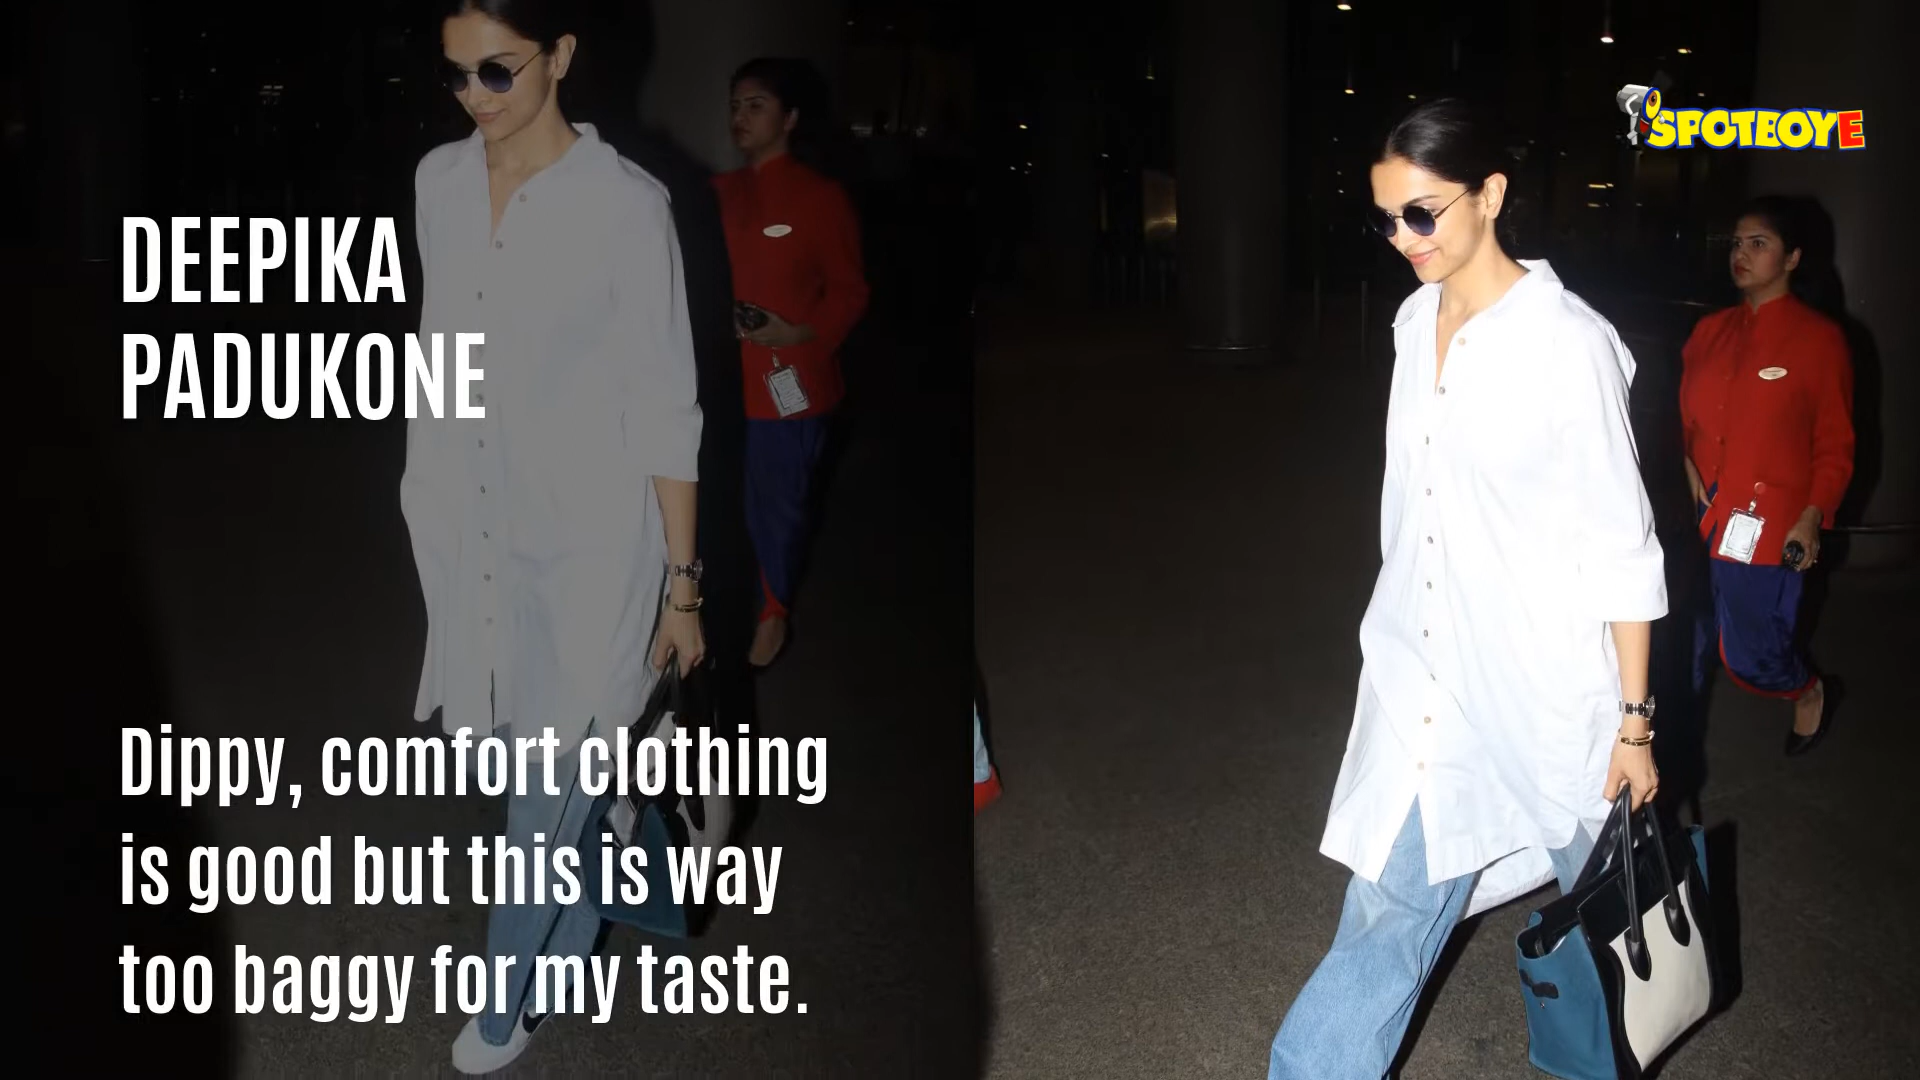 SPOTBOYE
DEEPIKA
PADUKONE
Dippy, comfort clothing
is good but this is way
too baggy for my taste.